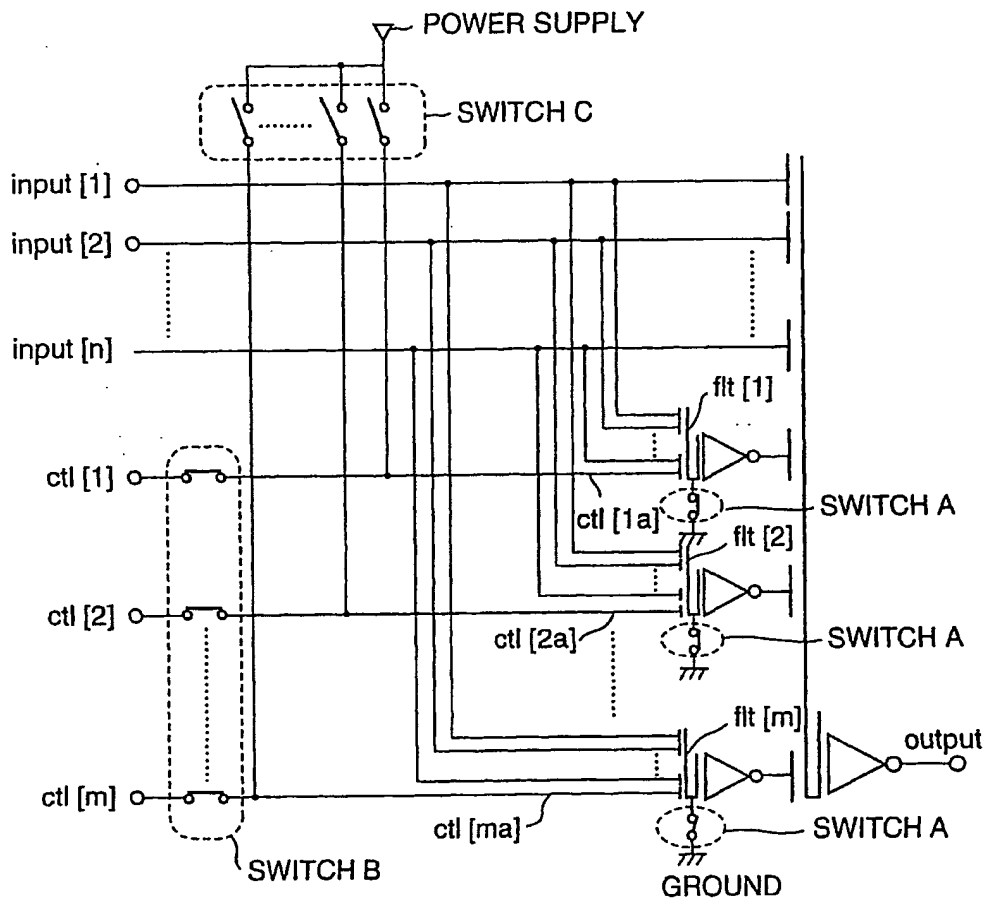 POWER SUPPLY
SWITCH C
input [1]
input [2]
input [n]
flt [1]
ctl [1]
ctl [1a]
SWITCH A
flt [2]
ctl [2]
ctl [2a]
SWITCH A
flt [m]
output
ctl [m]
ctl [ma]
SWITCH A
SWITCH B
GROUND